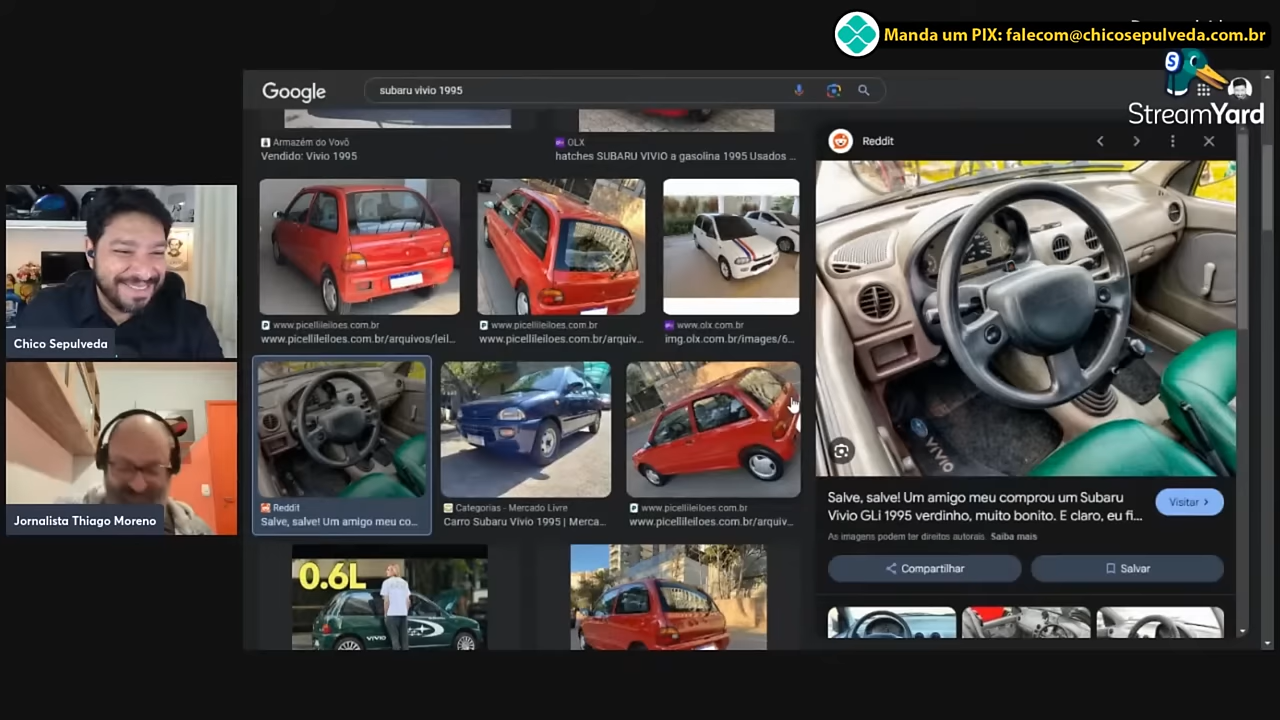 Manda um PIX: falecom@chicosepulveda.com.br
S
StreamYard
Google
subaru vivio 1995
Armazém do Vovô
Vendido: Vivio 1995
OLX
hatches SUBARU VIVIO a gasolina 1995 Usados ...
Reddit
www.picellileiloes.com.br
www.picellileiloes.com.br/arquivos/leil...
www.picellileiloes.com.br
www.picellileiloes.com.br/arquiv...
www.olx.com.br
img.olx.com.br/images/6...
Chico Sepulveda
Jornalista Thiago Moreno
Reddit
Salve, salve! Um amigo meu co...
Categorias - Mercado Livre
Carro Subaru Vivio 1995 | Merca...
www.picellileiloes.com.br
www.picellileiloes.com.br/arquiv...
VIVIO
Salve, salve! Um amigo meu comprou um Subaru
Vivio GLi 1995 verdinho, muito bonito. E claro, eu fi...
Visitar
As imagens podem ter direitos autorais Saiba mais
Compartilhar
Salvar
0.6L
VIVIO